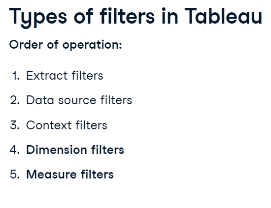 Types of filters in Tableau
Order of operation:
1. Extract filters
2. Data source filters
3. Context filters
4. Dimension filters
5. Measure filters